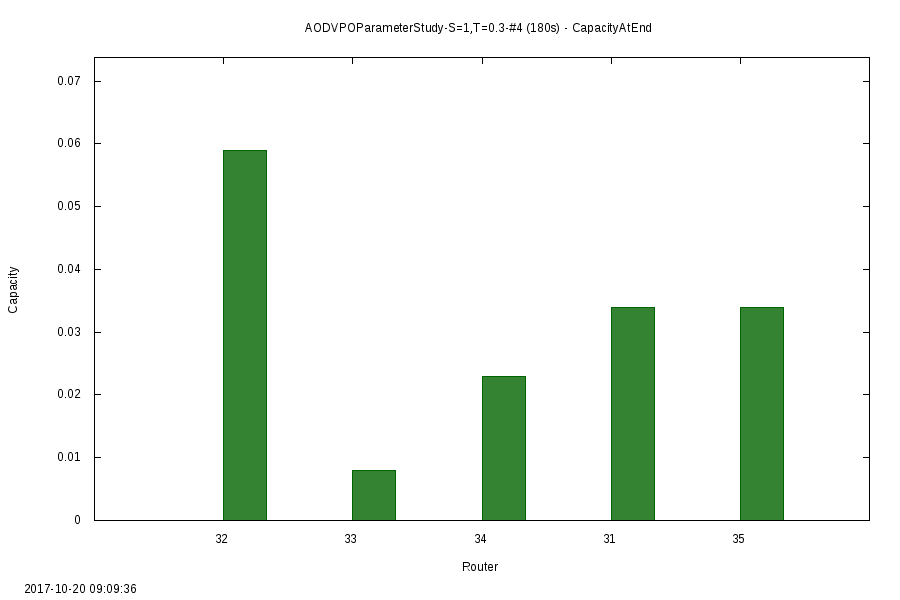 AODVPOParameterStudy-S=1,T=0.3-#4 (180s) - CapacityAtEnd
0.07
0.06
0.05
0.04
0.03
0.02
0.01
0
Capacity
32 33 34 31 35
Router
2017-10-20 09:09:36